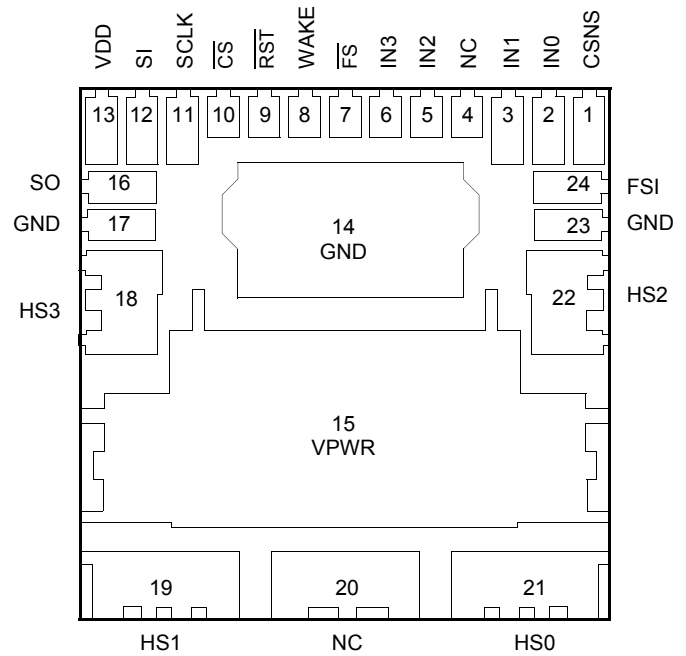 VDD SI SCLK CS RST WAKE FS IN3 IN2 NC IN1 IN0 CSNS
13 12 11 10 9 8 7 6 5 4 3 2 1
SO 16 24 FSI
GND 17 14 23 GND
GND
HS3 18 22 HS2
15
VPWR
19 20 21
HS1 NC HS0